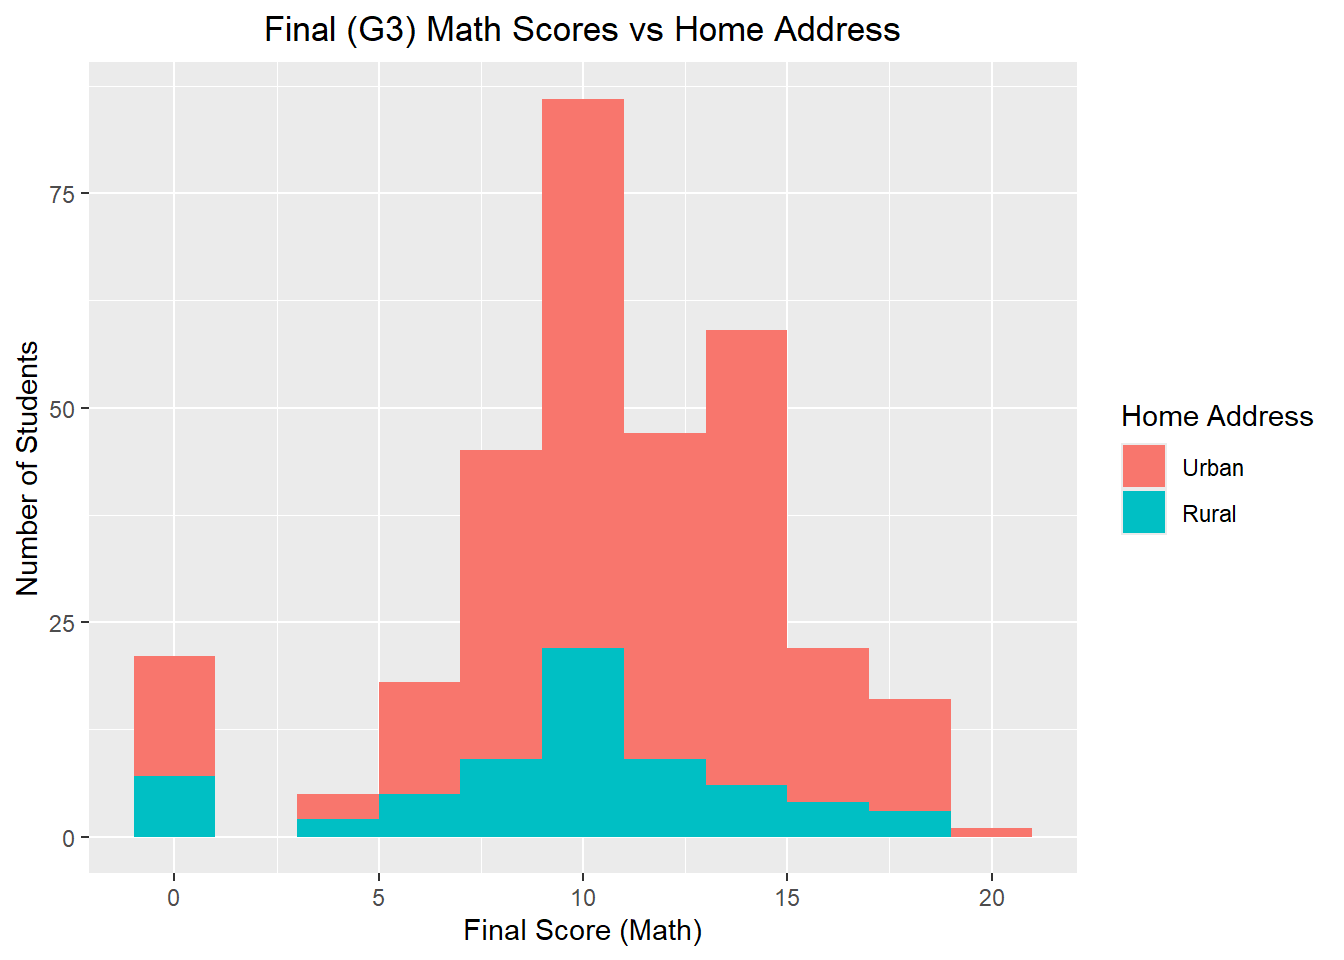 Final (G3) Math Scores vs Home Address
Number of Students
75
50
25
0
0 5 10 15 20
Final Score (Math)
Home Address
Urban
Rural